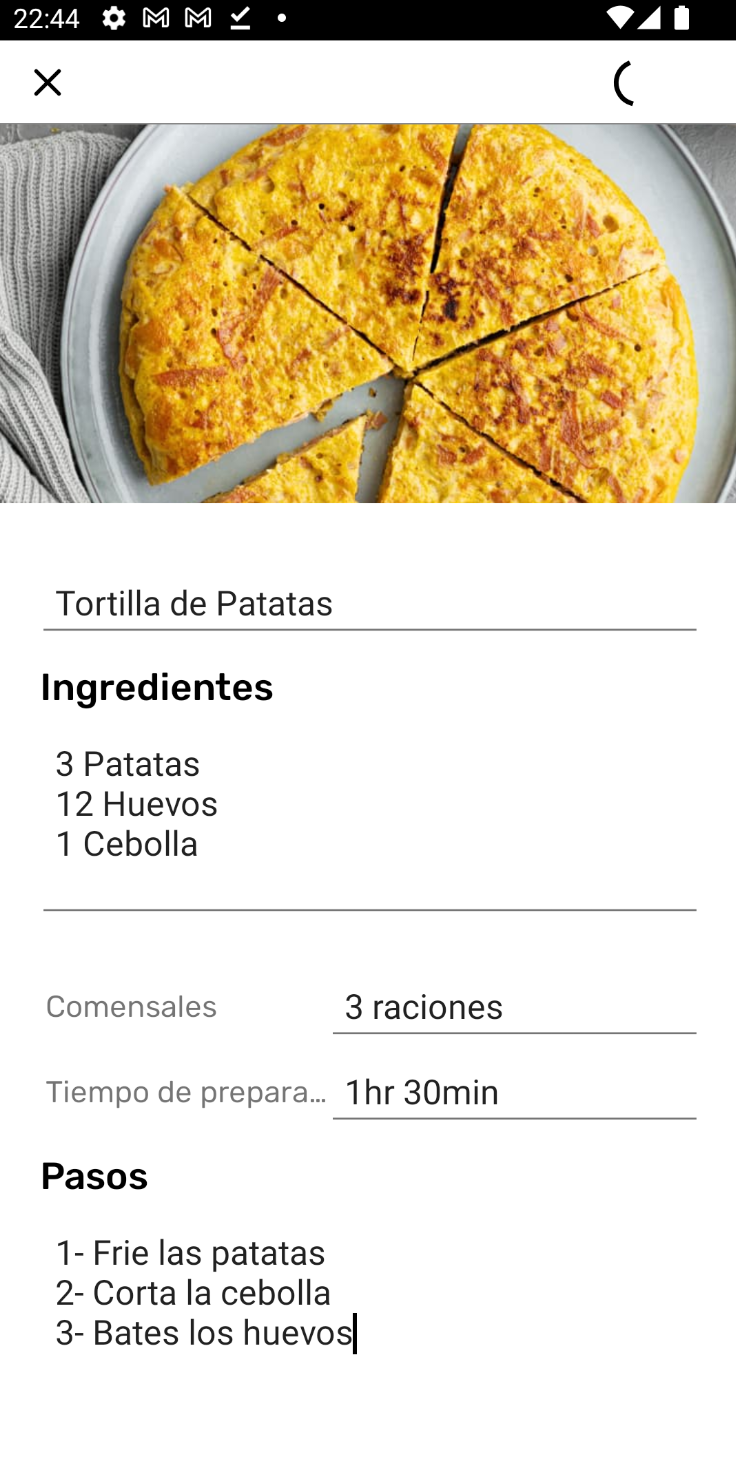 22:44
Tortilla de Patatas
Ingredientes
3 Patatas
12 Huevos
1 Cebolla
Comensales
3 raciones
Tiempo de prepara...
1hr 30min
Pasos
1- Frie las patatas
2- Corta la cebolla
3- Bates los huevos